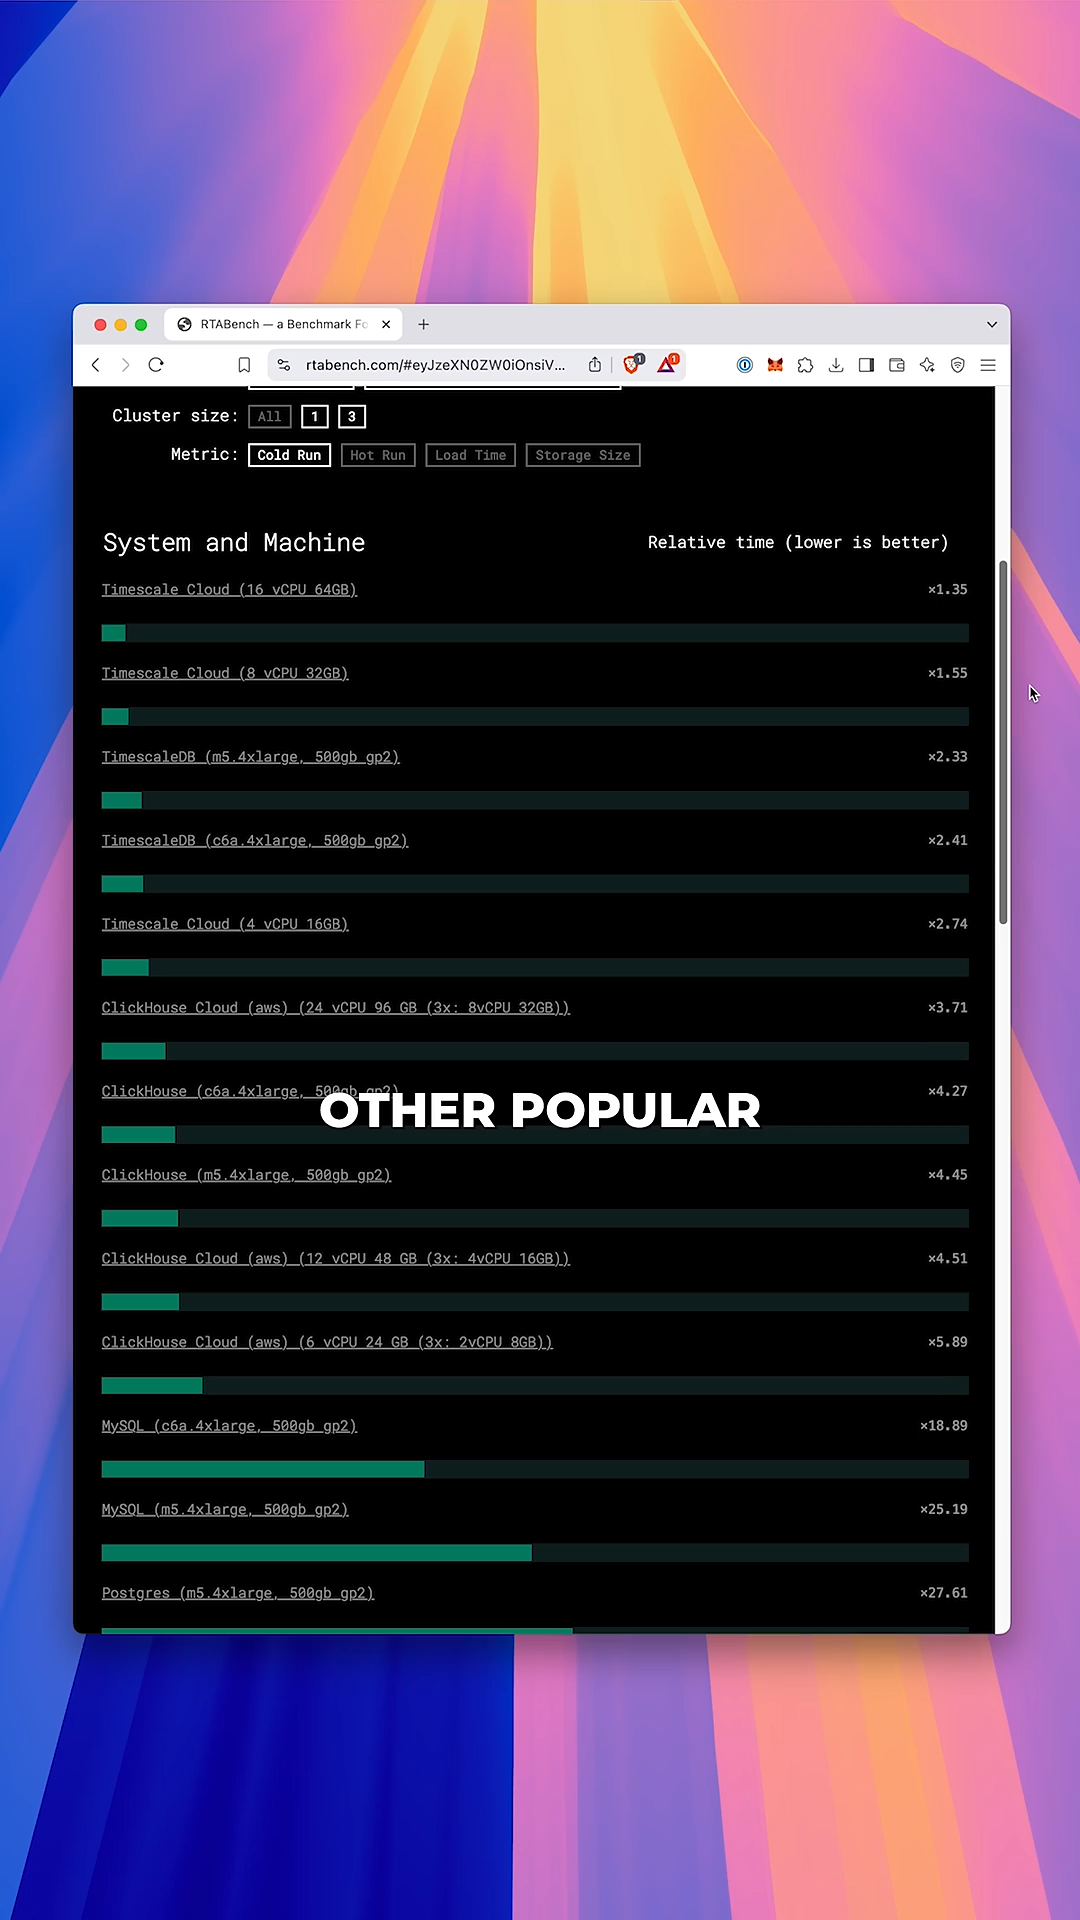 RTABench — a Benchmark Fo
rtabench.com/#eyJzeXN0ZW0iOnsiV...
1
1
Cluster size: All 1 3
Metric: Cold Run Hot Run Load Time Storage Size
System and Machine Relative time (lower is better)
Timescale Cloud (16 vCPU 64GB) ×1.35
Timescale Cloud (8 vCPU 32GB) ×1.55
TimescaleDB (m5.4xlarge, 500gb gp2) ×2.33
TimescaleDB (c6a.4xlarge, 500gb gp2) ×2.41
Timescale Cloud (4 vCPU 16GB) ×2.74
ClickHouse Cloud (aws) (24 vCPU 96 GB (3x: 8vCPU 32GB)) ×3.71
ClickHouse (c6a.4xlarge, 500gb gp2) ×4.27
OTHER POPULAR
ClickHouse (m5.4xlarge, 500gb gp2) ×4.45
ClickHouse Cloud (aws) (12 vCPU 48 GB (3x: 4vCPU 16GB)) ×4.51
ClickHouse Cloud (aws) (6 vCPU 24 GB (3x: 2vCPU 8GB)) ×5.89
MySQL (c6a.4xlarge, 500gb gp2) ×18.89
MySQL (m5.4xlarge, 500gb gp2) ×25.19
Postgres (m5.4xlarge, 500gb gp2) ×27.61